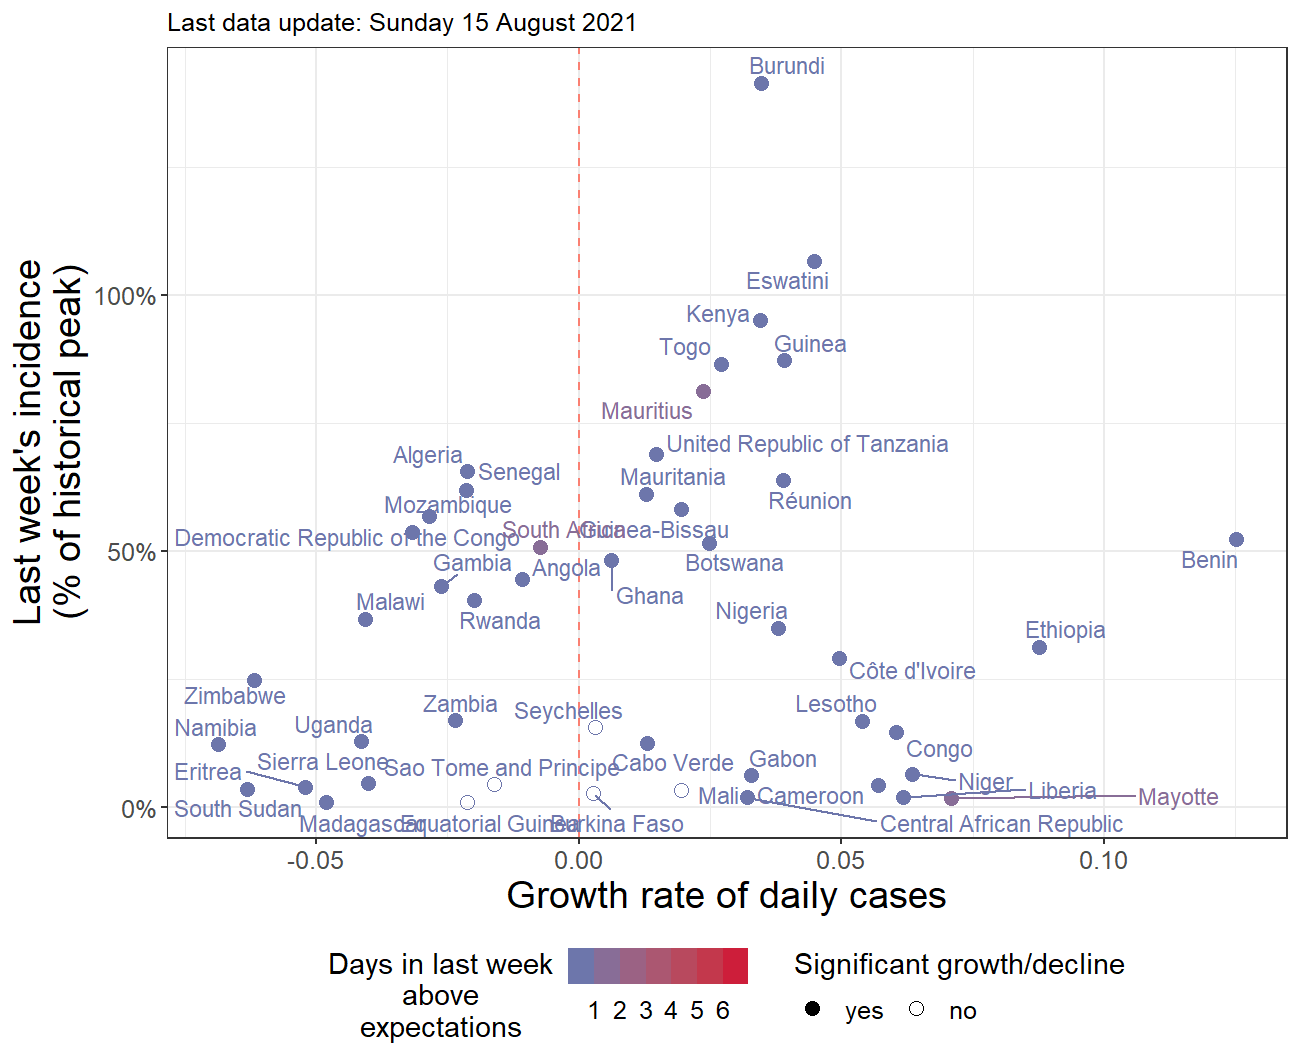 Last data update: Sunday 15 August 2021
Burundi
Eswatini
100%
Kenya
Togo
Guinea
Mauritius
United Republic of Tanzania
Algeria
Senegal
Mauritania
Réunion
Mozambique
South Africa
Guinea-Bissau
Democratic Republic of the Congo
50%
Benin
Gambia
Angola
Botswana
Ghana
Malawi
Rwanda
Nigeria
Ethiopia
Côte d'Ivoire
Zimbabwe
Zambia
Seychelles
Lesotho
Namibia
Uganda
Congo
Eritrea
Sierra Leone
Sao Tome and Principe
Cabo Verde
Gabon
Niger
Liberia
Mali
Cameroon
Mayotte
South Sudan
0%
Madagascar
Equatorial Guinea
Burkina Faso
Central African Republic
-0.05
0.00
0.05
0.10
Last week's incidence
(% of historical peak)
Growth rate of daily cases
Days in last week
above
expectations
1 2 3 4 5 6
Significant growth/decline
yes
no